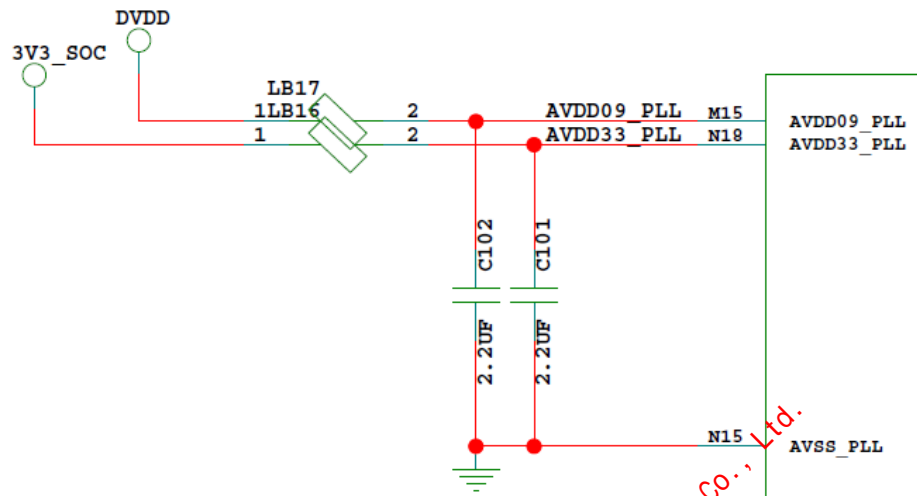 DVDD
3V3_SOC
LB17
1LB16 2 AVDD09_PLL M15 AVDD09_PLL
1 2 AVDD33_PLL N18 AVDD33_PLL
C102 C101
2.2UF 2.2UF
N15 AVSS_PLL
Co., Ltd.